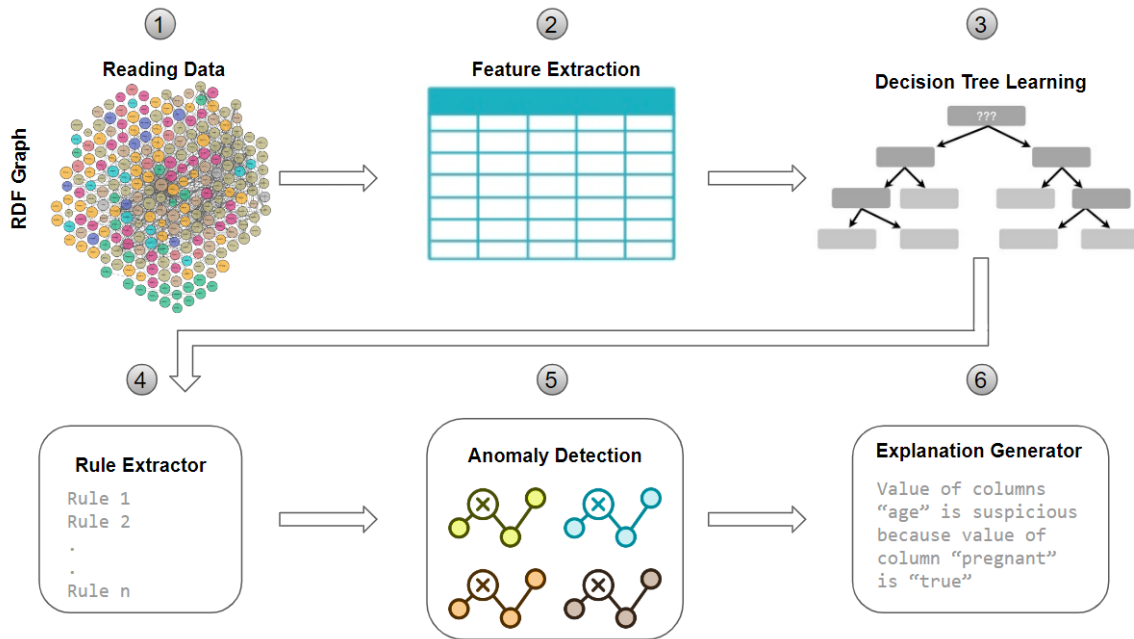 1
2
3
Reading Data
Feature Extraction
Decision Tree Learning
RDF Graph
???
4
5
6
Rule Extractor
Rule 1
Rule 2
.
.
Rule n
Anomaly Detection
Explanation Generator
Value of columns
“age” is suspicious
because value of
column “pregnant”
is “true”